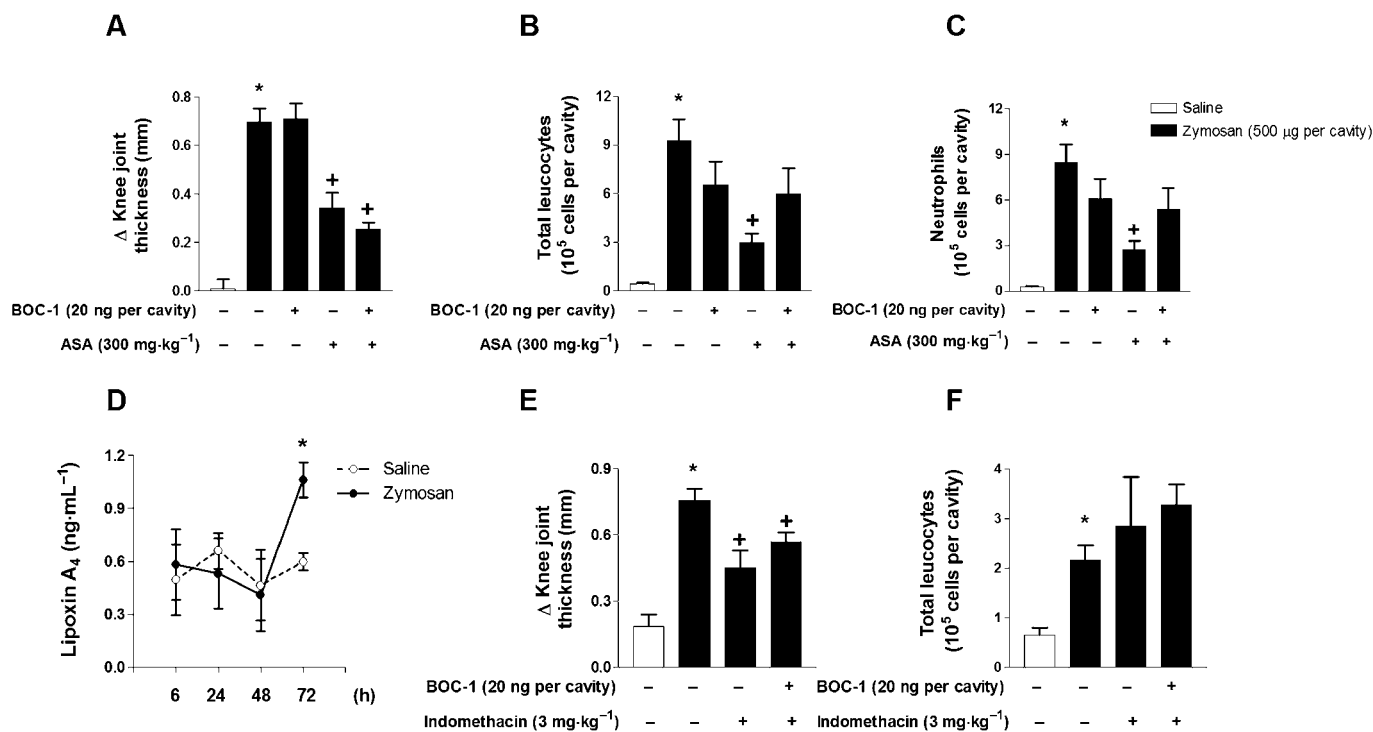 A
Δ Knee joint
thickness (mm)
0.8
0.6
0.4
0.2
0.0
*
+
+
BOC-1 (20 ng per cavity) – – + – +
ASA (300 mg·kg⁻¹) – – – + +
B
Total leucocytes
(10⁵ cells per cavity)
12
9
6
3
0
*
+
BOC-1 (20 ng per cavity) – – + – +
ASA (300 mg·kg⁻¹) – – – + +
C
Neutrophils
(10⁵ cells per cavity)
12
9
6
3
0
*
+
Saline
Zymosan (500 µg per cavity)
BOC-1 (20 ng per cavity) – – + – +
ASA (300 mg·kg⁻¹) – – – + +
D
Lipoxin A₄ (ng·mL⁻¹)
1.2
0.9
0.6
0.3
0.0
*
Saline
Zymosan
6 24 48 72 (h)
E
Δ Knee joint
thickness (mm)
0.9
0.6
0.3
0.0
*
+
+
BOC-1 (20 ng per cavity) – – – +
Indomethacin (3 mg·kg⁻¹) – – + +
F
Total leucocytes
(10⁵ cells per cavity)
4
3
2
1
0
*
BOC-1 (20 ng per cavity) – – – +
Indomethacin (3 mg·kg⁻¹) – – + +